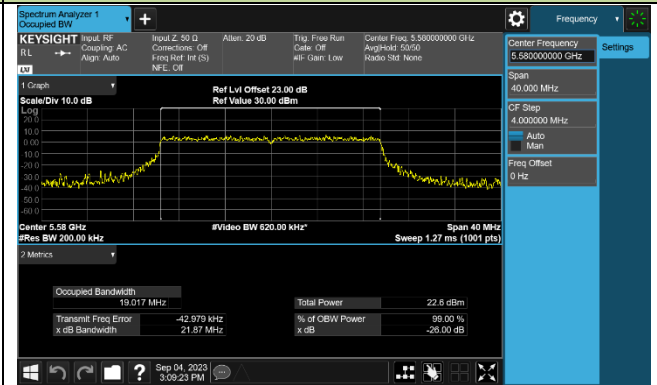 Spectrum Analyzer 1
Occupied BW
Frequency
KEYSIGHT
RL
LXI
Input: RF
Coupling: AC
Align: Auto
Input Z: 50 Ω
Corrections: Off
Freq Ref: Int (S)
NFE: Off
Atten: 20 dB
Trig: Free Run
Gate: Off
#IF Gain: Low
Center Freq: 5.580000000 GHz
Avg|Hold: 50/50
Radio Std: None
Center Frequency
5.580000000 GHz
Settings
Span
40.000 MHz
CF Step
4.000000 MHz
Auto
Man
Freq Offset
0 Hz
1 Graph
Scale/Div 10.0 dB
Ref Lvl Offset 23.00 dB
Ref Value 30.00 dBm
Log
20.0
10.0
0.00
-10.0
-20.0
-30.0
-40.0
-50.0
-60.0
Center 5.58 GHz
#Video BW 620.00 kHz*
Span 40 MHz
#Res BW 200.00 kHz
Sweep 1.27 ms (1001 pts)
2 Metrics
Occupied Bandwidth
19.017 MHz
Total Power 22.6 dBm
Transmit Freq Error -42.979 kHz
% of OBW Power 99.00 %
x dB Bandwidth 21.87 MHz
x dB -26.00 dB
Sep 04, 2023
3:09:23 PM